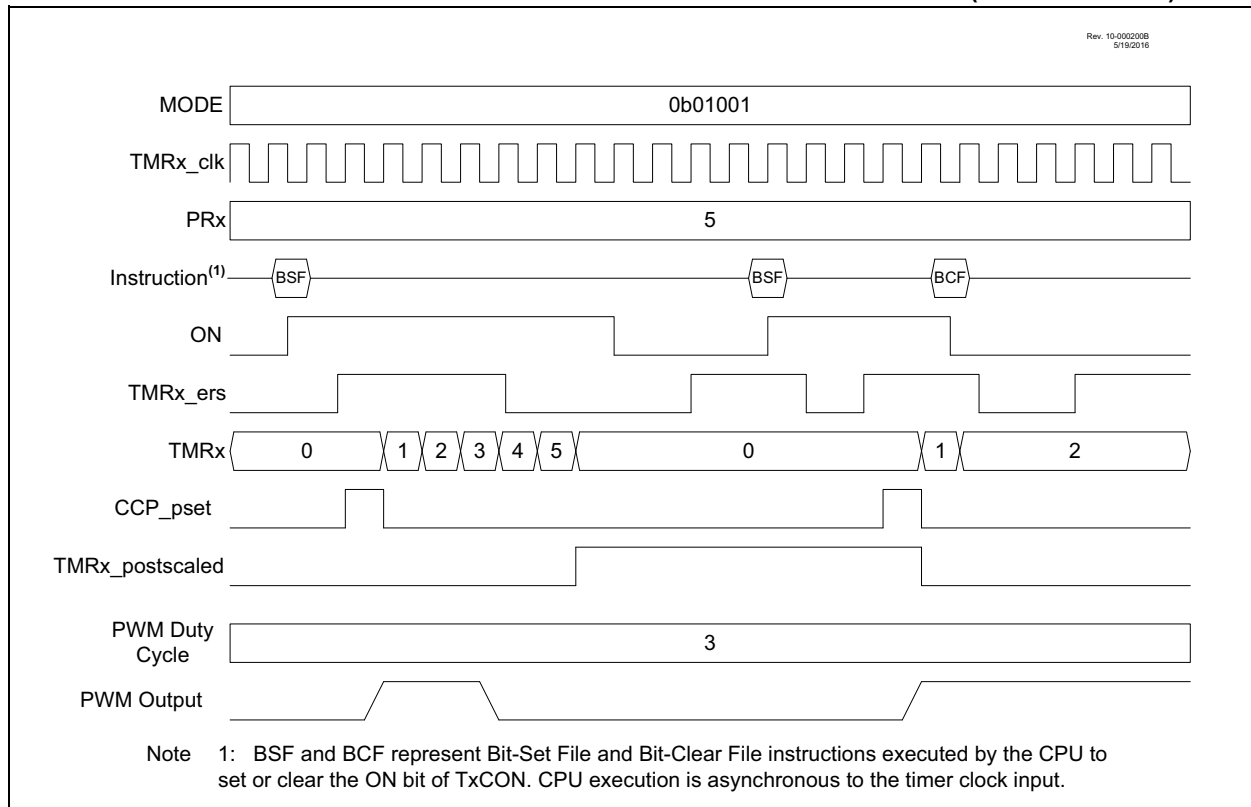 Rev. 10-000200B
5/19/2016
MODE 0b01001
TMRx_clk
PRx 5
Instruction(1) BSF BSF BCF
ON
TMRx_ers
TMRx 0 1 2 3 4 5 0 1 2
CCP_pset
TMRx_postscaled
PWM Duty
Cycle 3
PWM Output
Note 1: BSF and BCF represent Bit-Set File and Bit-Clear File instructions executed by the CPU to
set or clear the ON bit of TxCON. CPU execution is asynchronous to the timer clock input.